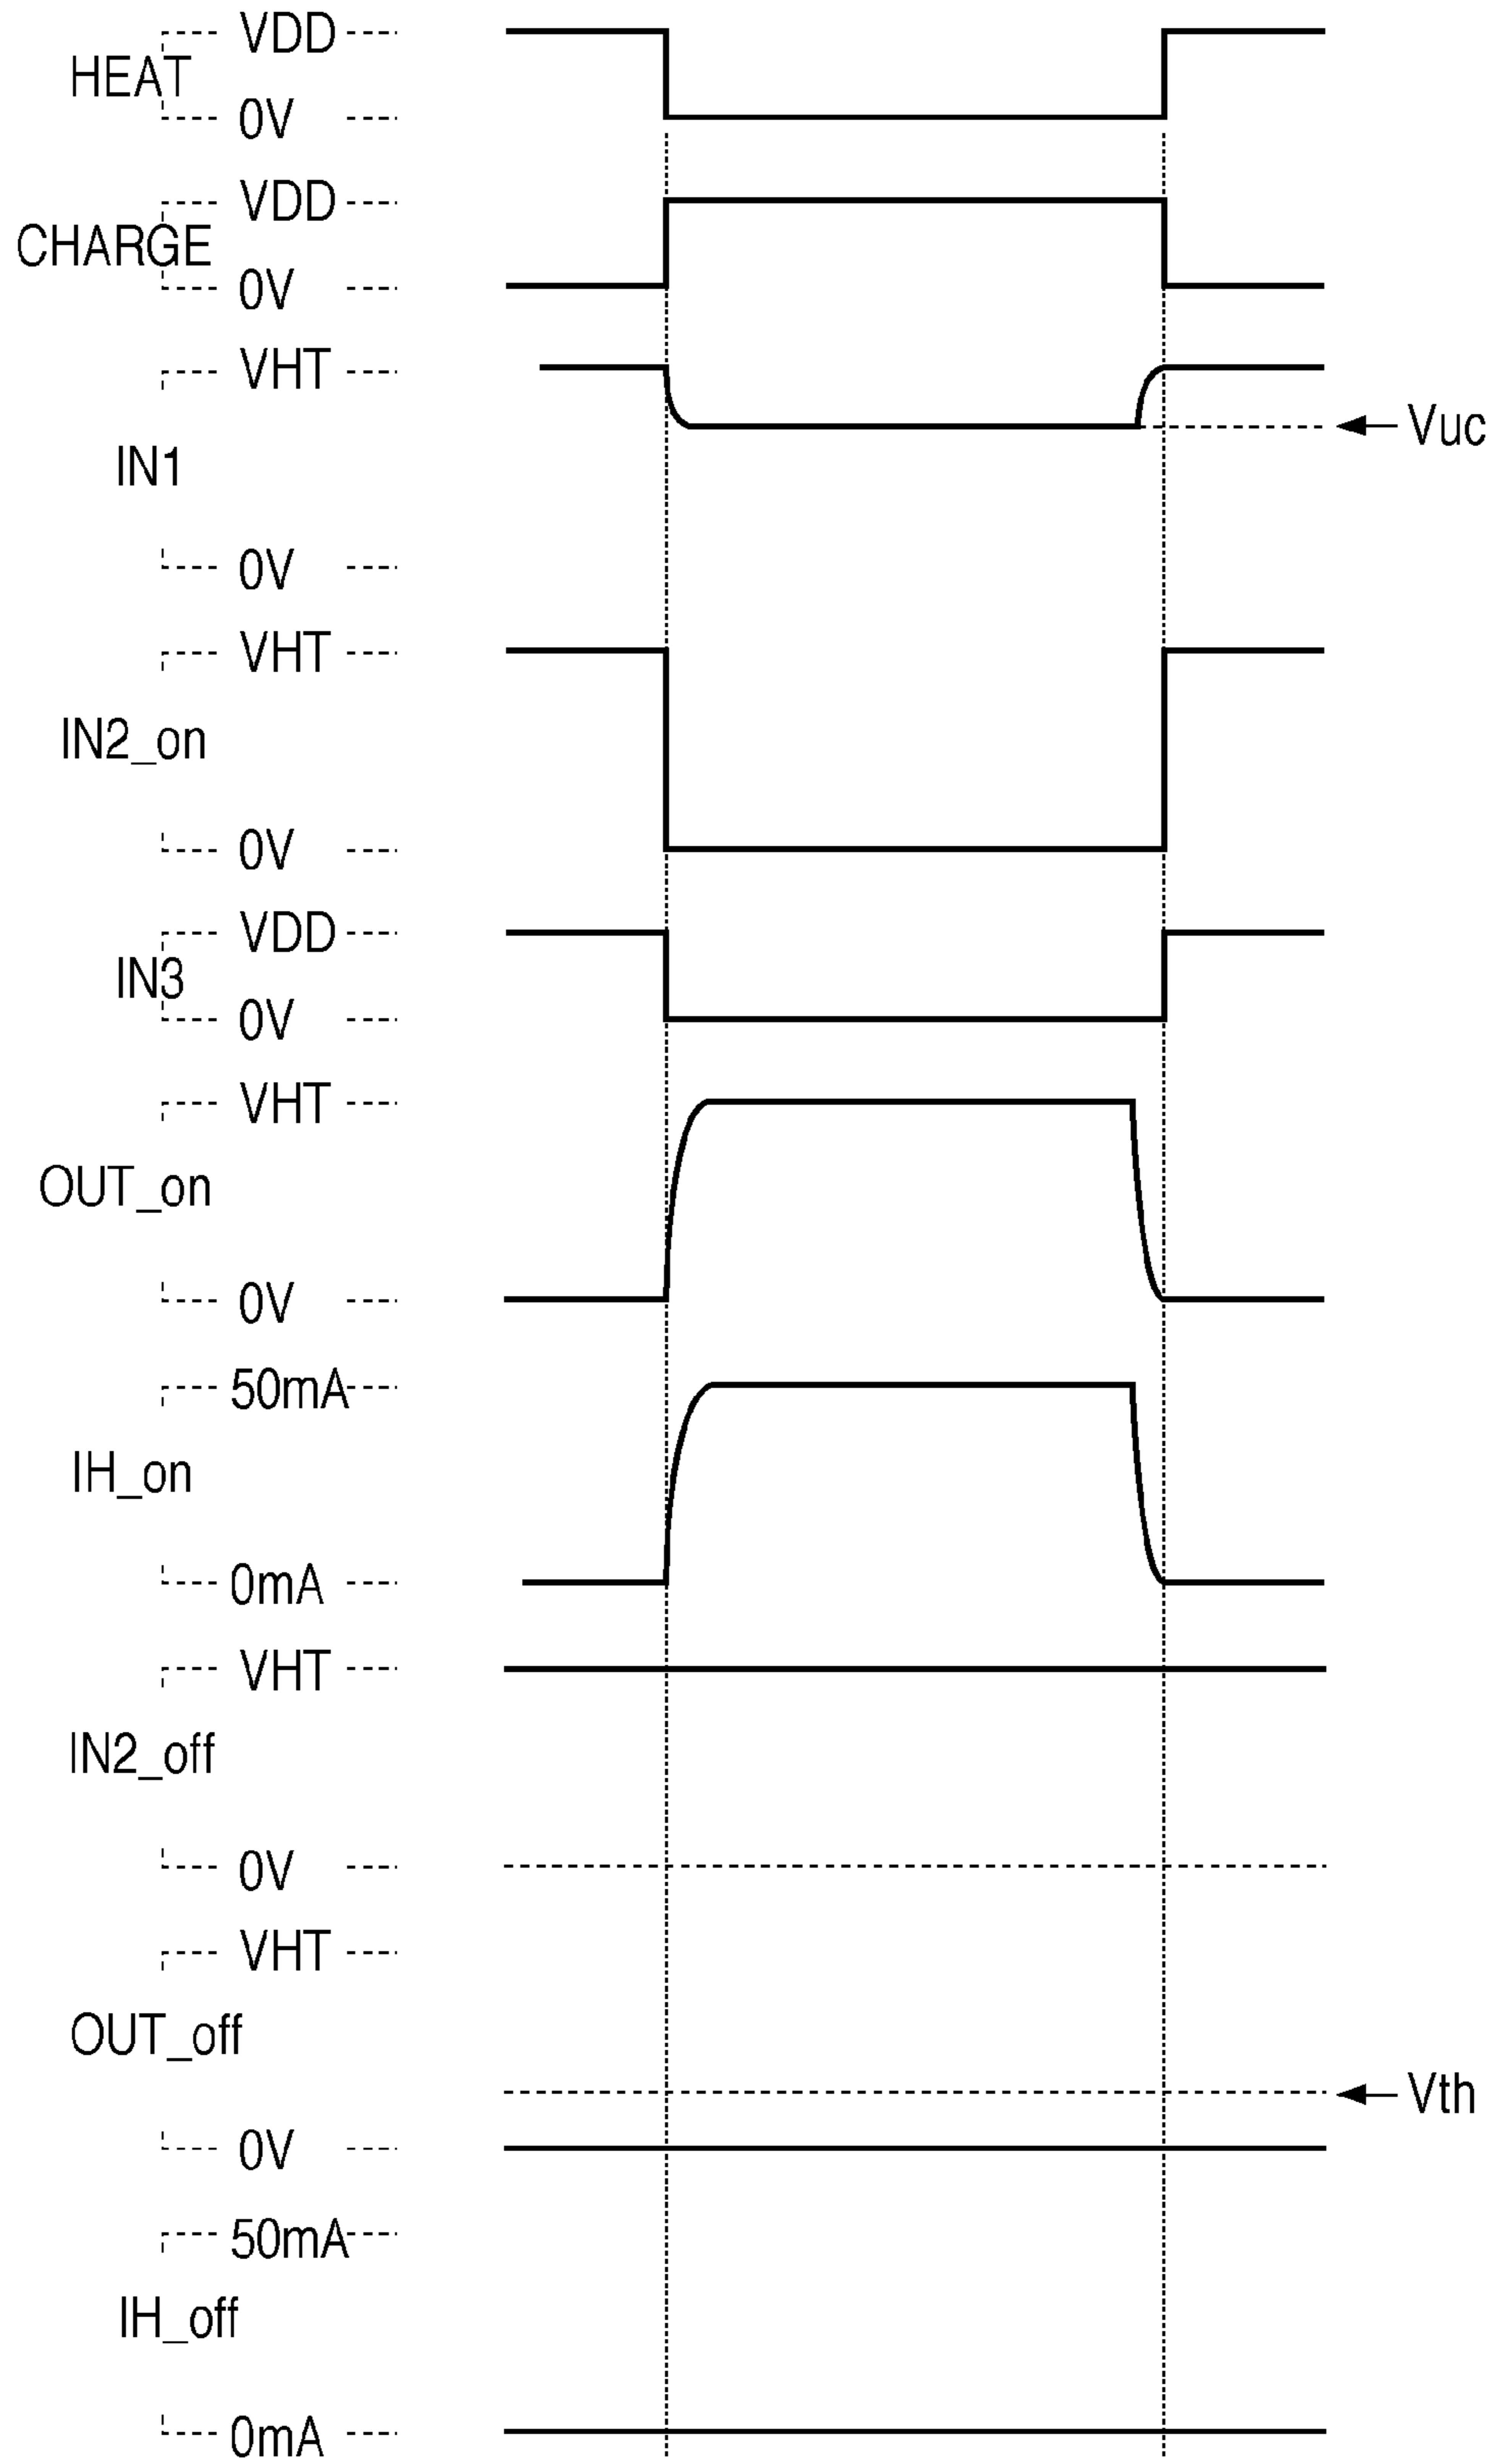 VDD
HEAT
0V
VDD
CHARGE
0V
VHT
Vuc
IN1
0V
VHT
IN2_on
0V
VDD
IN3
0V
VHT
OUT_on
0V
50mA
IH_on
0mA
VHT
IN2_off
0V
VHT
OUT_off
Vth
0V
50mA
IH_off
0mA